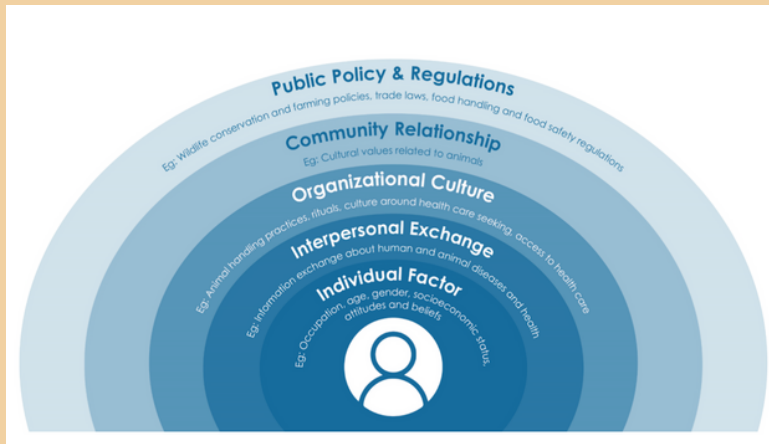 Public Policy & Regulations
Eg: Wildlife conservation and farming policies, trade laws, food handling and food safety regulations
Community Relationship
Eg: Cultural values related to animals
Organizational Culture
Eg: Animal handling practices, rituals, culture around health care seeking, access to health care
Interpersonal Exchange
Eg: Information exchange about human and animal diseases and health
Individual Factor
Eg: Occupation, age, gender, socioeconomic status,
attitudes and beliefs